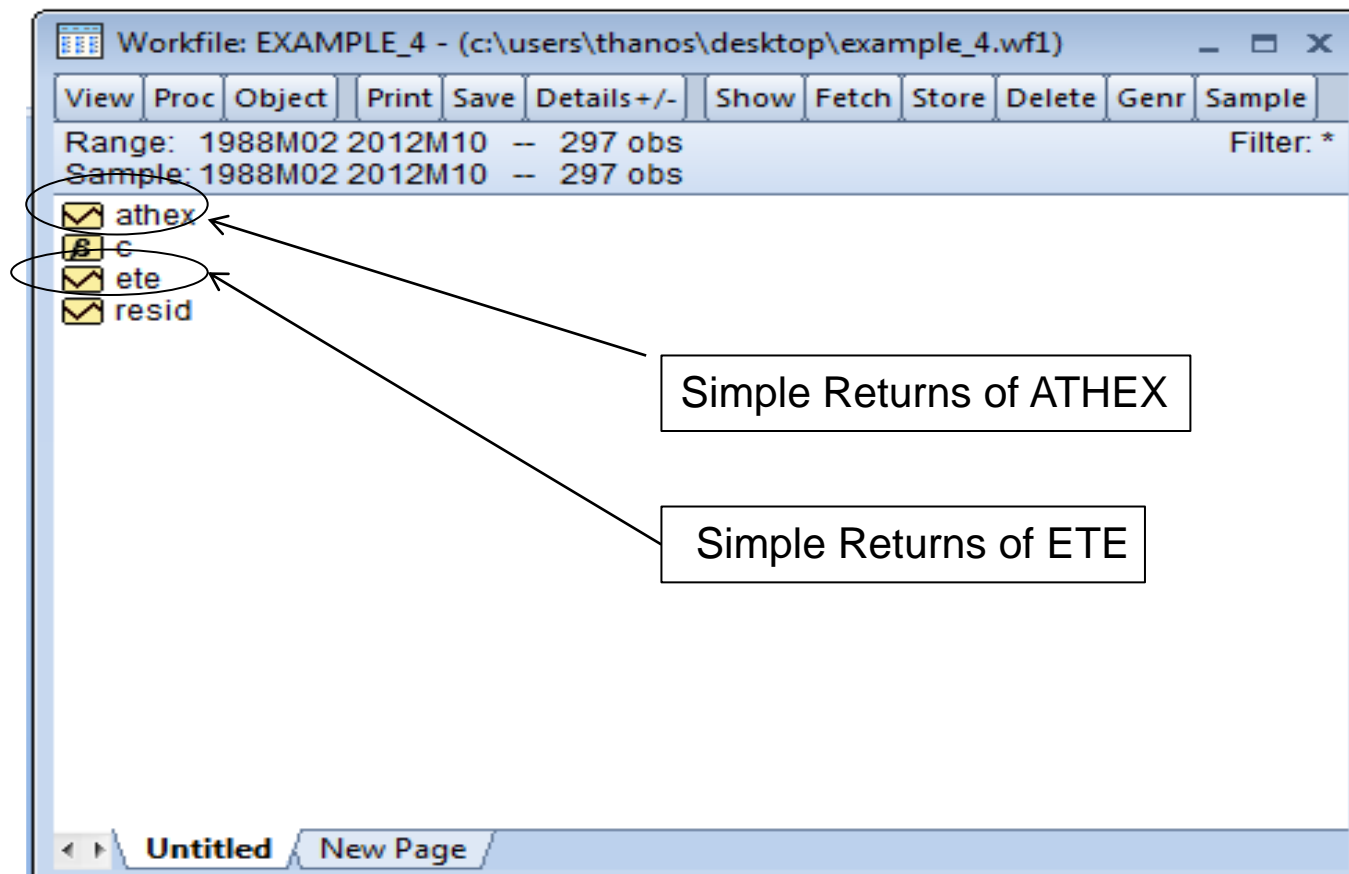 Workfile: EXAMPLE_4 - (c:\users\thanos\desktop\example_4.wf1)
View Proc Object Print Save Details+/- Show Fetch Store Delete Genr Sample
Range: 1988M02 2012M10 -- 297 obs Filter: *
Sample: 1988M02 2012M10 -- 297 obs
athex
β c
ete
resid
Simple Returns of ATHEX
Simple Returns of ETE
Untitled New Page